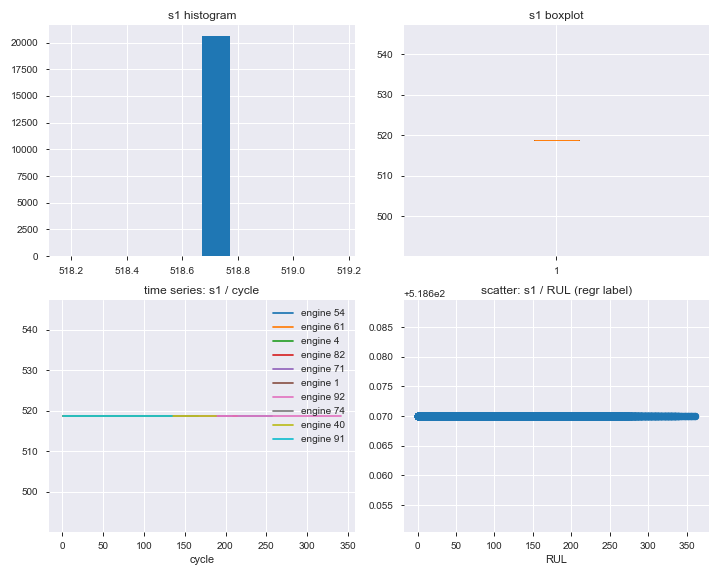 s1 histogram
20000
17500
15000
12500
10000
7500
5000
2500
0
518.2 518.4 518.6 518.8 519.0 519.2
s1 boxplot
540
530
520
510
500
1
time series: s1 / cycle
540
530
520
510
500
engine 54
engine 61
engine 4
engine 82
engine 71
engine 1
engine 92
engine 74
engine 40
engine 91
0 50 100 150 200 250 300 350
cycle
scatter: s1 / RUL (regr label)
+5.186e2
0.085
0.080
0.075
0.070
0.065
0.060
0.055
0 50 100 150 200 250 300 350
RUL